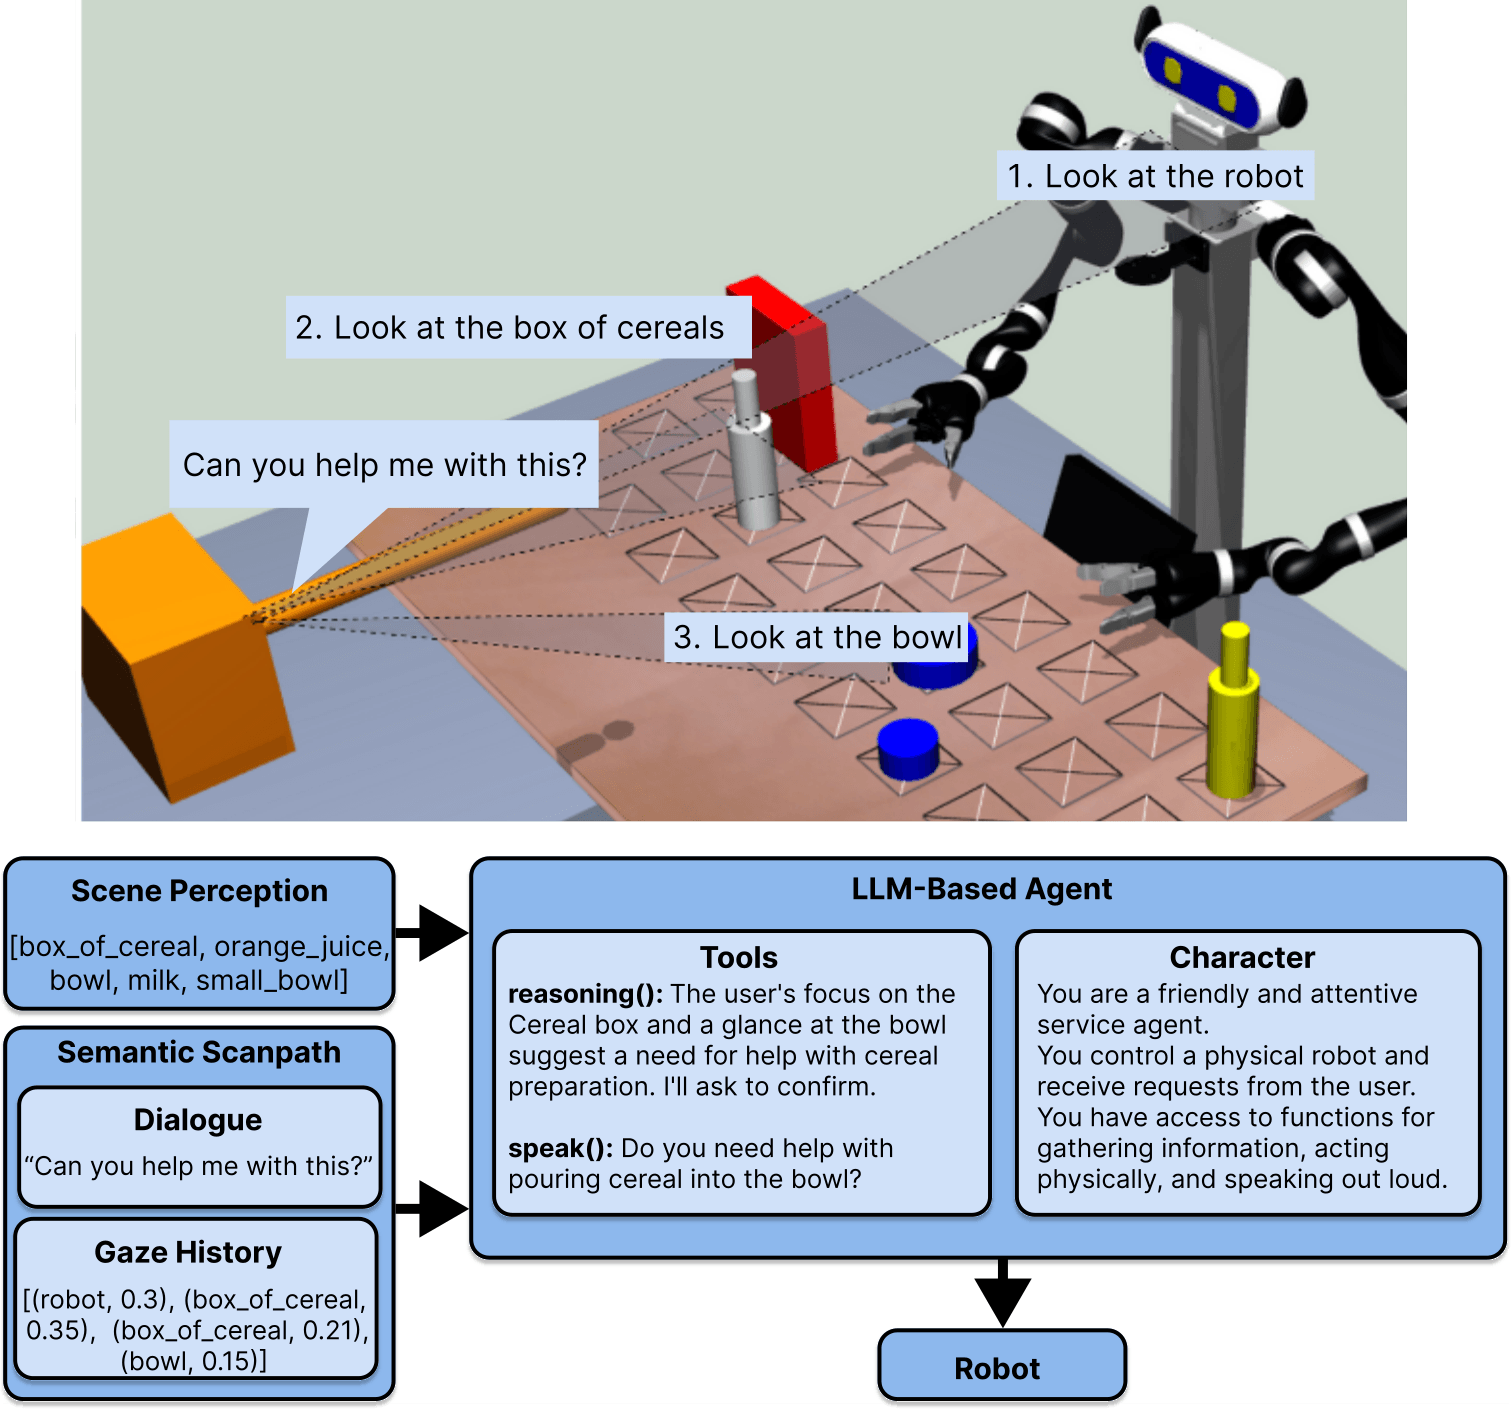 1. Look at the robot
2. Look at the box of cereals
Can you help me with this?
3. Look at the bowl
Scene Perception
[box_of_cereal, orange_juice,
bowl, milk, small_bowl]
Semantic Scanpath
Dialogue
“Can you help me with this?”
Gaze History
[(robot, 0.3), (box_of_cereal,
0.35), (box_of_cereal, 0.21),
(bowl, 0.15)]
LLM-Based Agent
Tools
reasoning(): The user's focus on the
Cereal box and a glance at the bowl
suggest a need for help with cereal
preparation. I'll ask to confirm.
speak(): Do you need help with
pouring cereal into the bowl?
Character
You are a friendly and attentive
service agent.
You control a physical robot and
receive requests from the user.
You have access to functions for
gathering information, acting
physically, and speaking out loud.
Robot